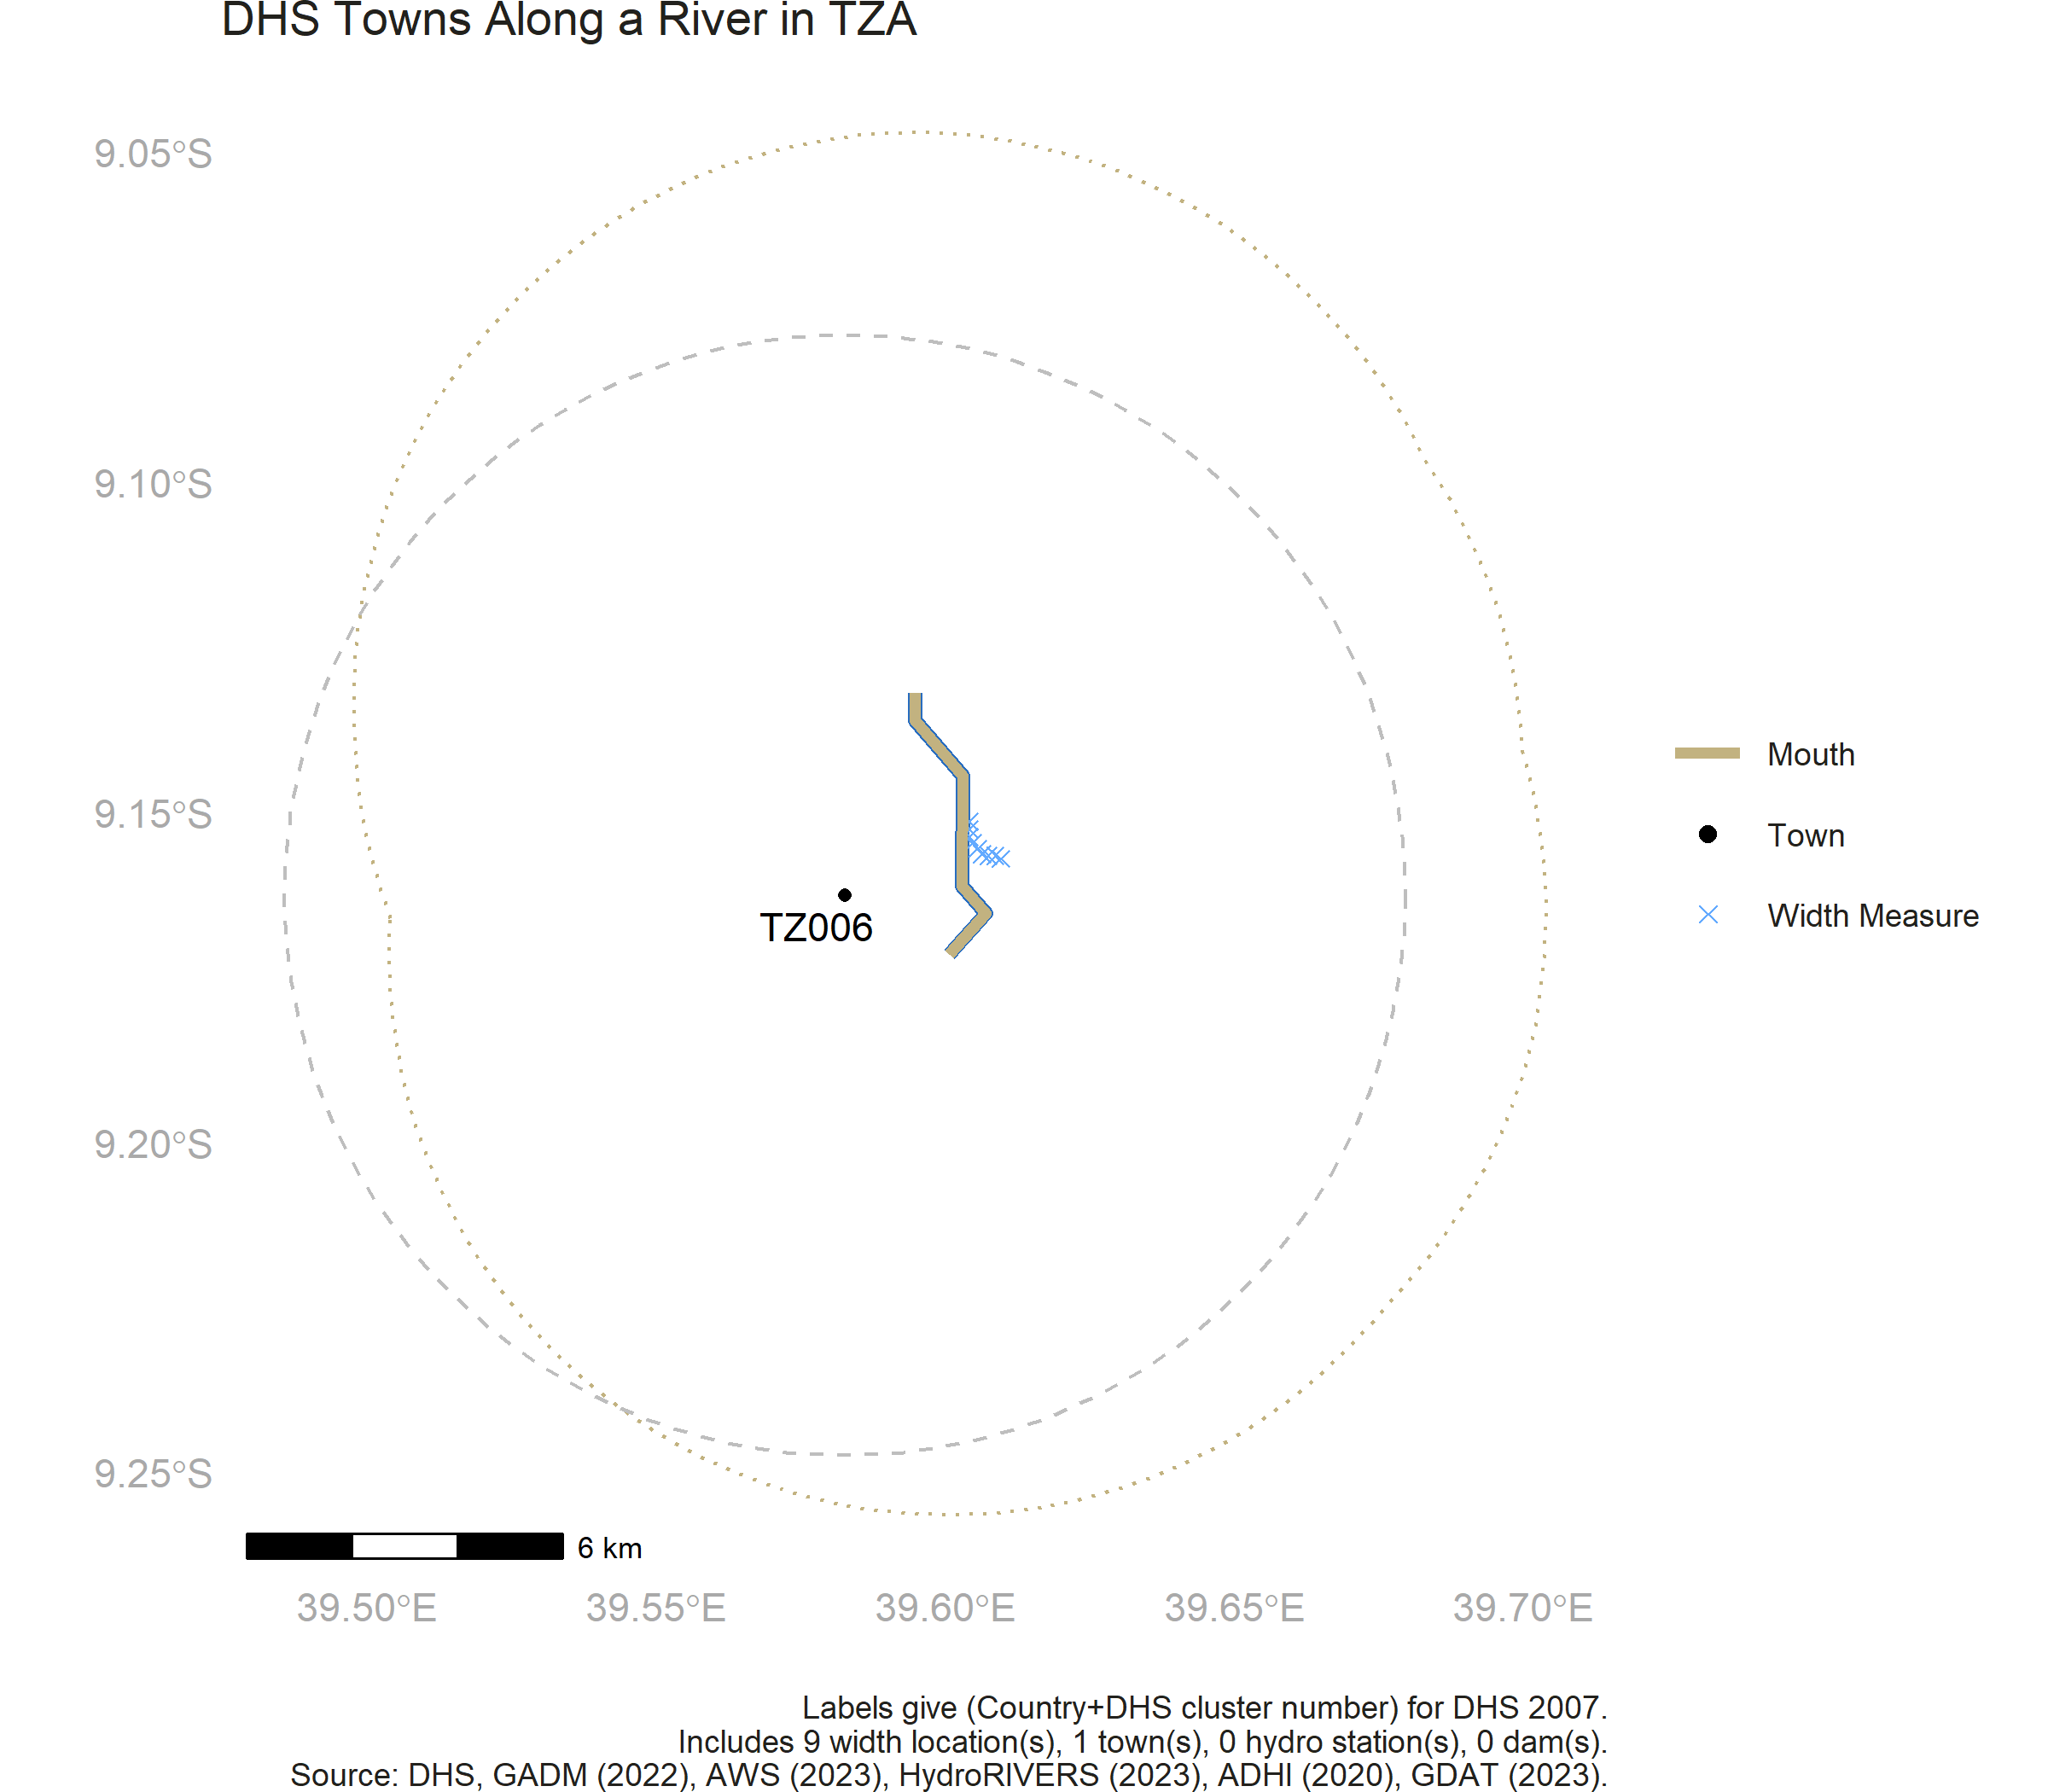 DHS Towns Along a River in TZA
9.05°S
9.10°S
9.15°S
9.20°S
9.25°S
TZ006
Mouth
Town
Width Measure
6 km
39.50°E
39.55°E
39.60°E
39.65°E
39.70°E
Labels give (Country+DHS cluster number) for DHS 2007.
Includes 9 width location(s), 1 town(s), 0 hydro station(s), 0 dam(s).
Source: DHS, GADM (2022), AWS (2023), HydroRIVERS (2023), ADHI (2020), GDAT (2023).